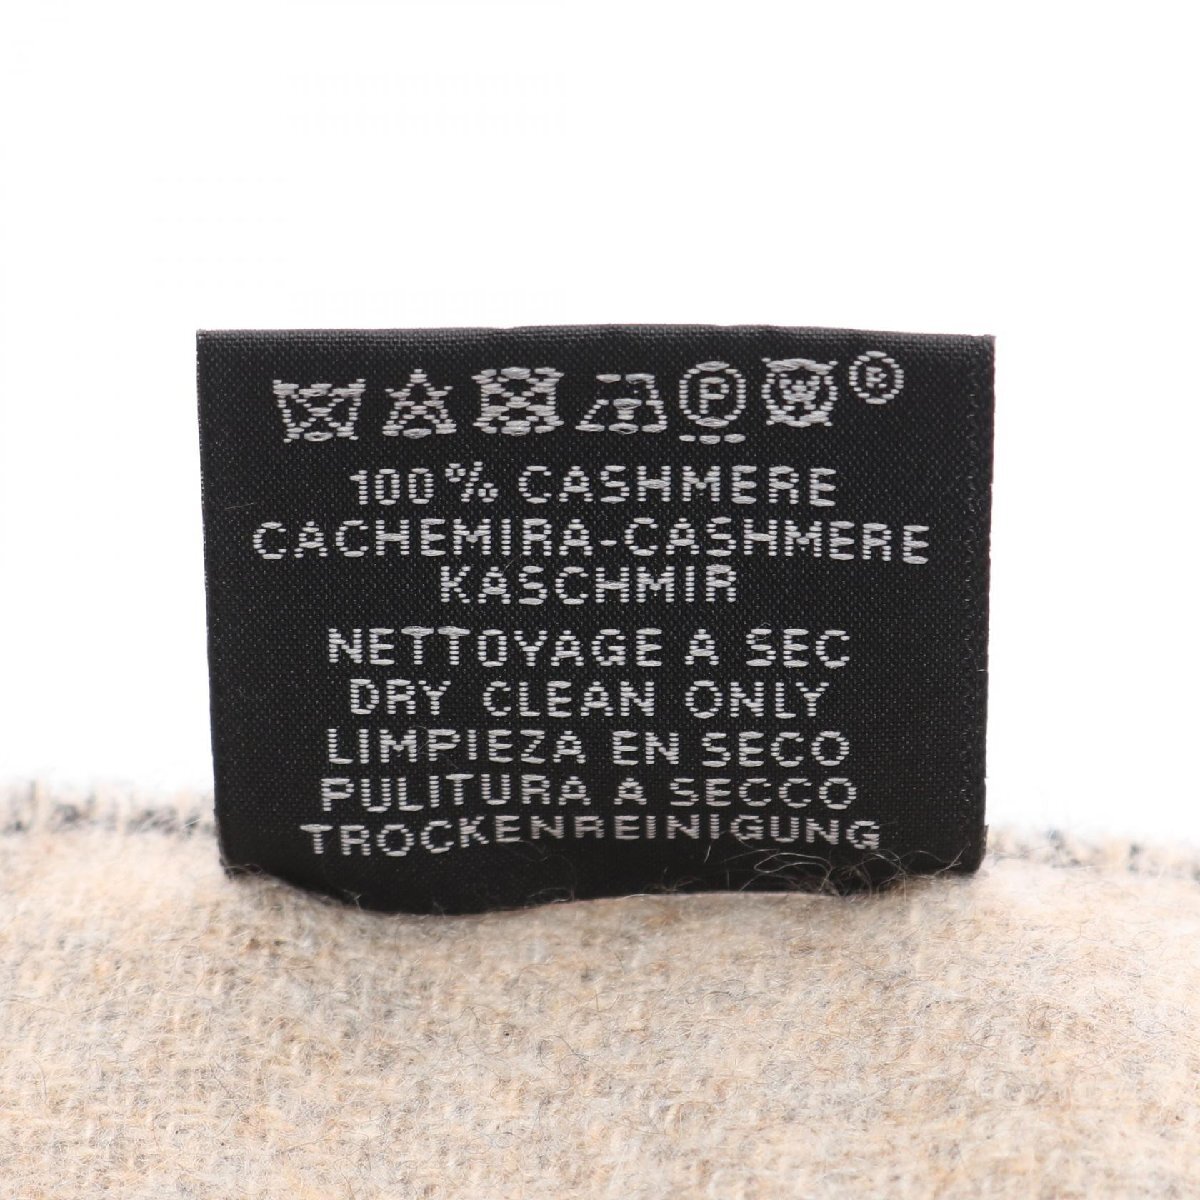 P W ®
100% CASHMERE
CACHEMIRA-CASHMERE
KASCHMIR
NETTOYAGE A SEC
DRY CLEAN ONLY
LIMPIEZA EN SECO
PULITURA A SECCO
TROCKENREINIGUNG